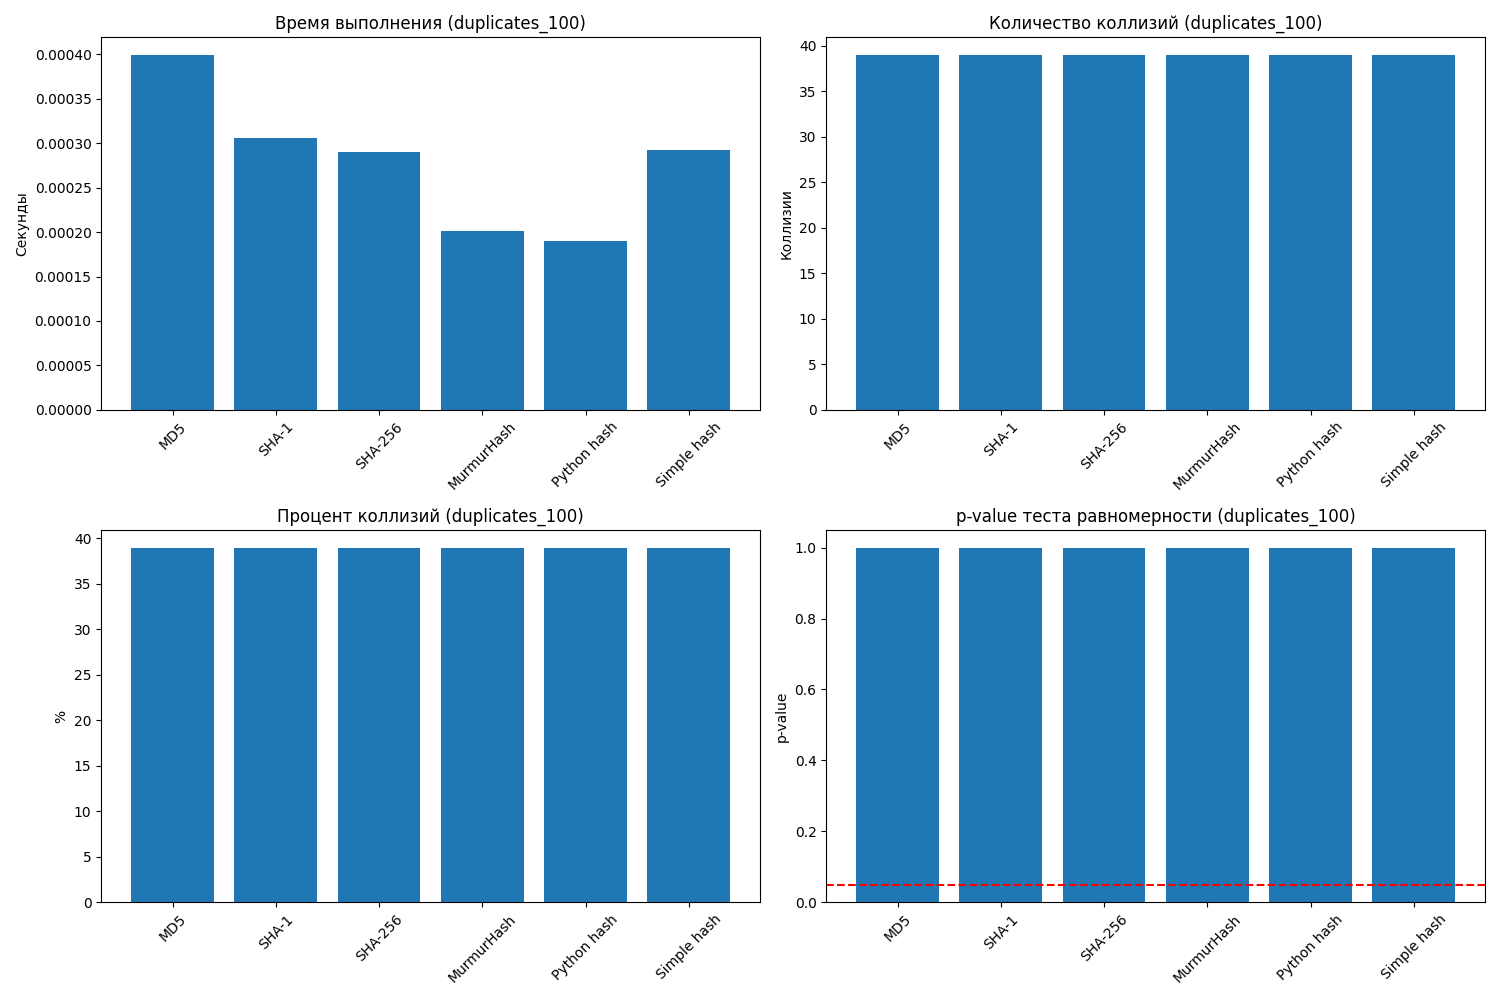 Время выполнения (duplicates_100)
Секунды
0.00040
0.00035
0.00030
0.00025
0.00020
0.00015
0.00010
0.00005
0.00000
MD5
SHA-1
SHA-256
MurmurHash
Python hash
Simple hash
Количество коллизий (duplicates_100)
Коллизии
40
35
30
25
20
15
10
5
0
MD5
SHA-1
SHA-256
MurmurHash
Python hash
Simple hash
Процент коллизий (duplicates_100)
%
40
35
30
25
20
15
10
5
0
MD5
SHA-1
SHA-256
MurmurHash
Python hash
Simple hash
p-value теста равномерности (duplicates_100)
p-value
1.0
0.8
0.6
0.4
0.2
0.0
MD5
SHA-1
SHA-256
MurmurHash
Python hash
Simple hash